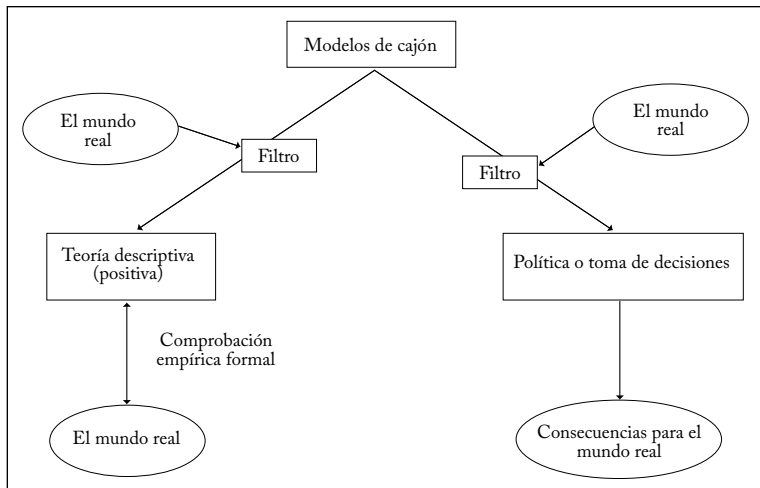 Modelos de cajón
El mundo
real
El mundo
real
Filtro
Filtro
Teoría descriptiva
(positiva)
Política o toma de decisiones
Comprobación
empírica formal
El mundo real
Consecuencias para el
mundo real